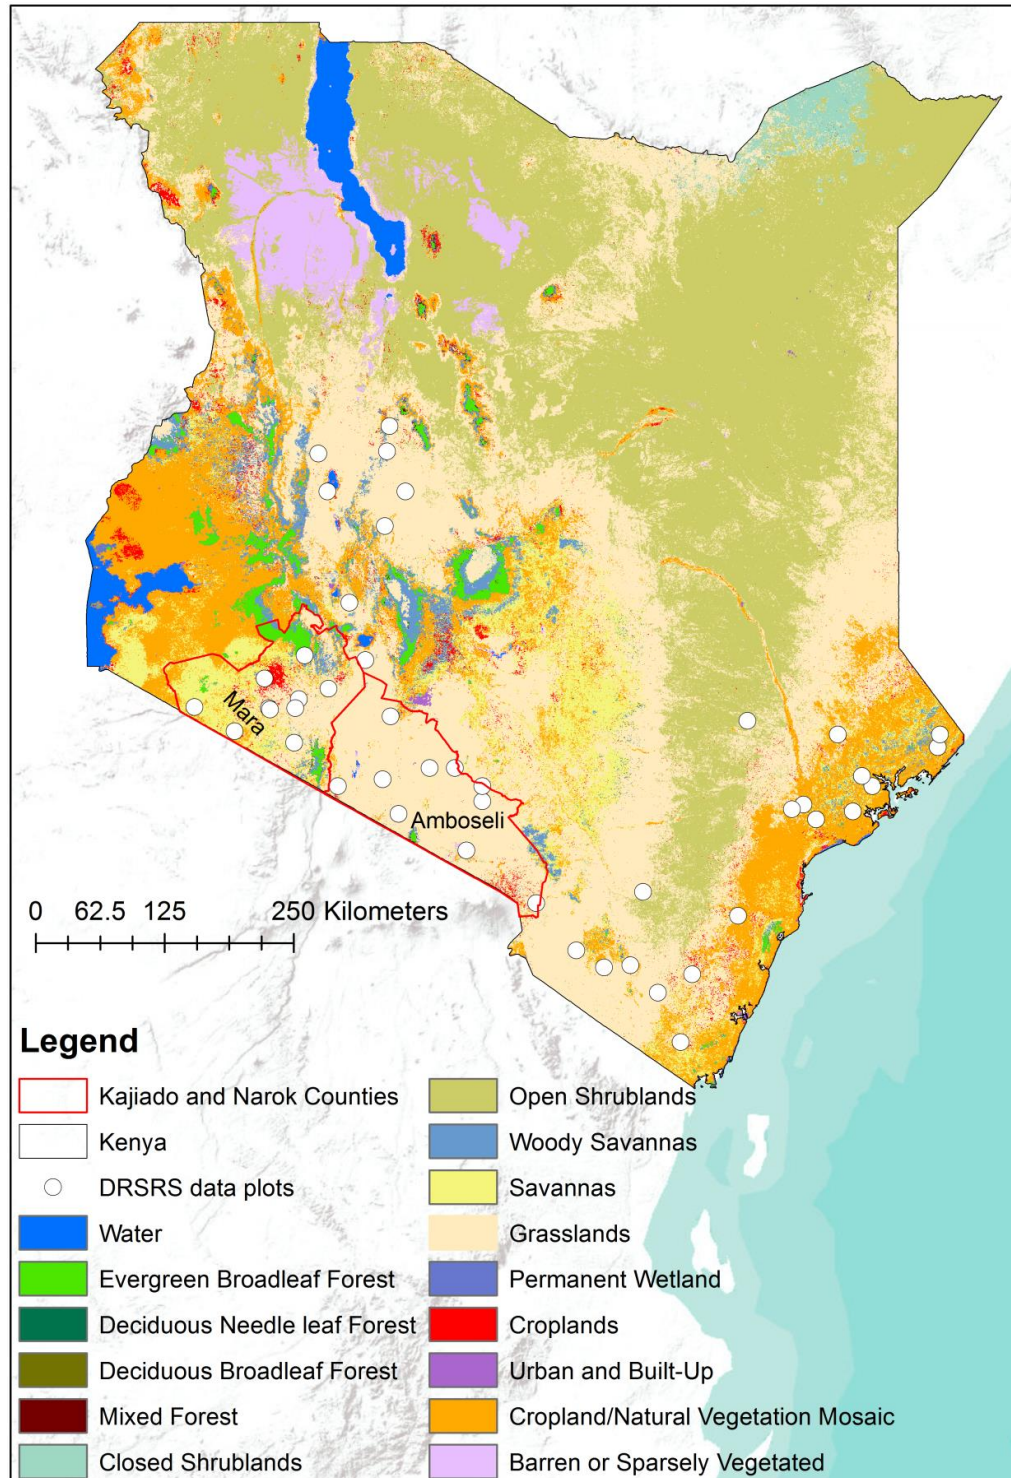 Mara
Amboseli
0 62.5 125 250 Kilometers
Legend
Kajiado and Narok Counties
Kenya
DRSRS data plots
Water
Evergreen Broadleaf Forest
Deciduous Needle leaf Forest
Deciduous Broadleaf Forest
Mixed Forest
Closed Shrublands
Open Shrublands
Woody Savannas
Savannas
Grasslands
Permanent Wetland
Croplands
Urban and Built-Up
Cropland/Natural Vegetation Mosaic
Barren or Sparsely Vegetated